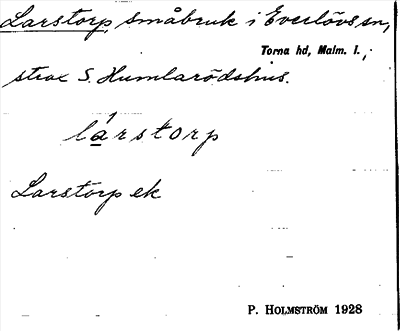 Larstorp, småbruk i Everlövs sn,
Torna hd, Malm. l.,
strax S. Humlarödshus.
lárstorp
Larstorp ek
P. HOLMSTRÖM 1928